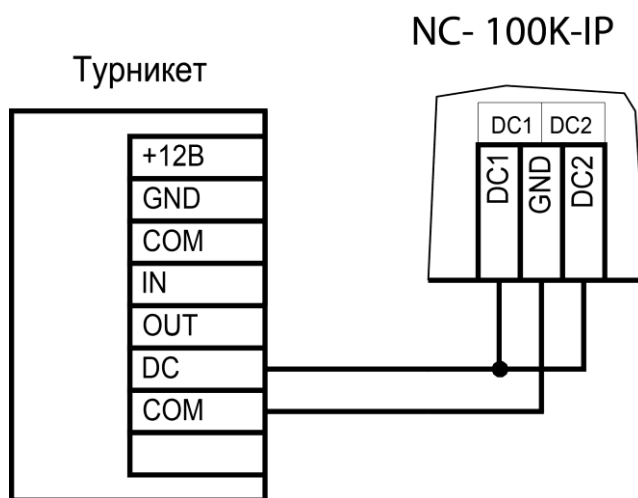 NC- 100K-IP
Турникет
+12В
GND
COM
IN
OUT
DC
COM
DC1 DC2
DC1 GND DC2